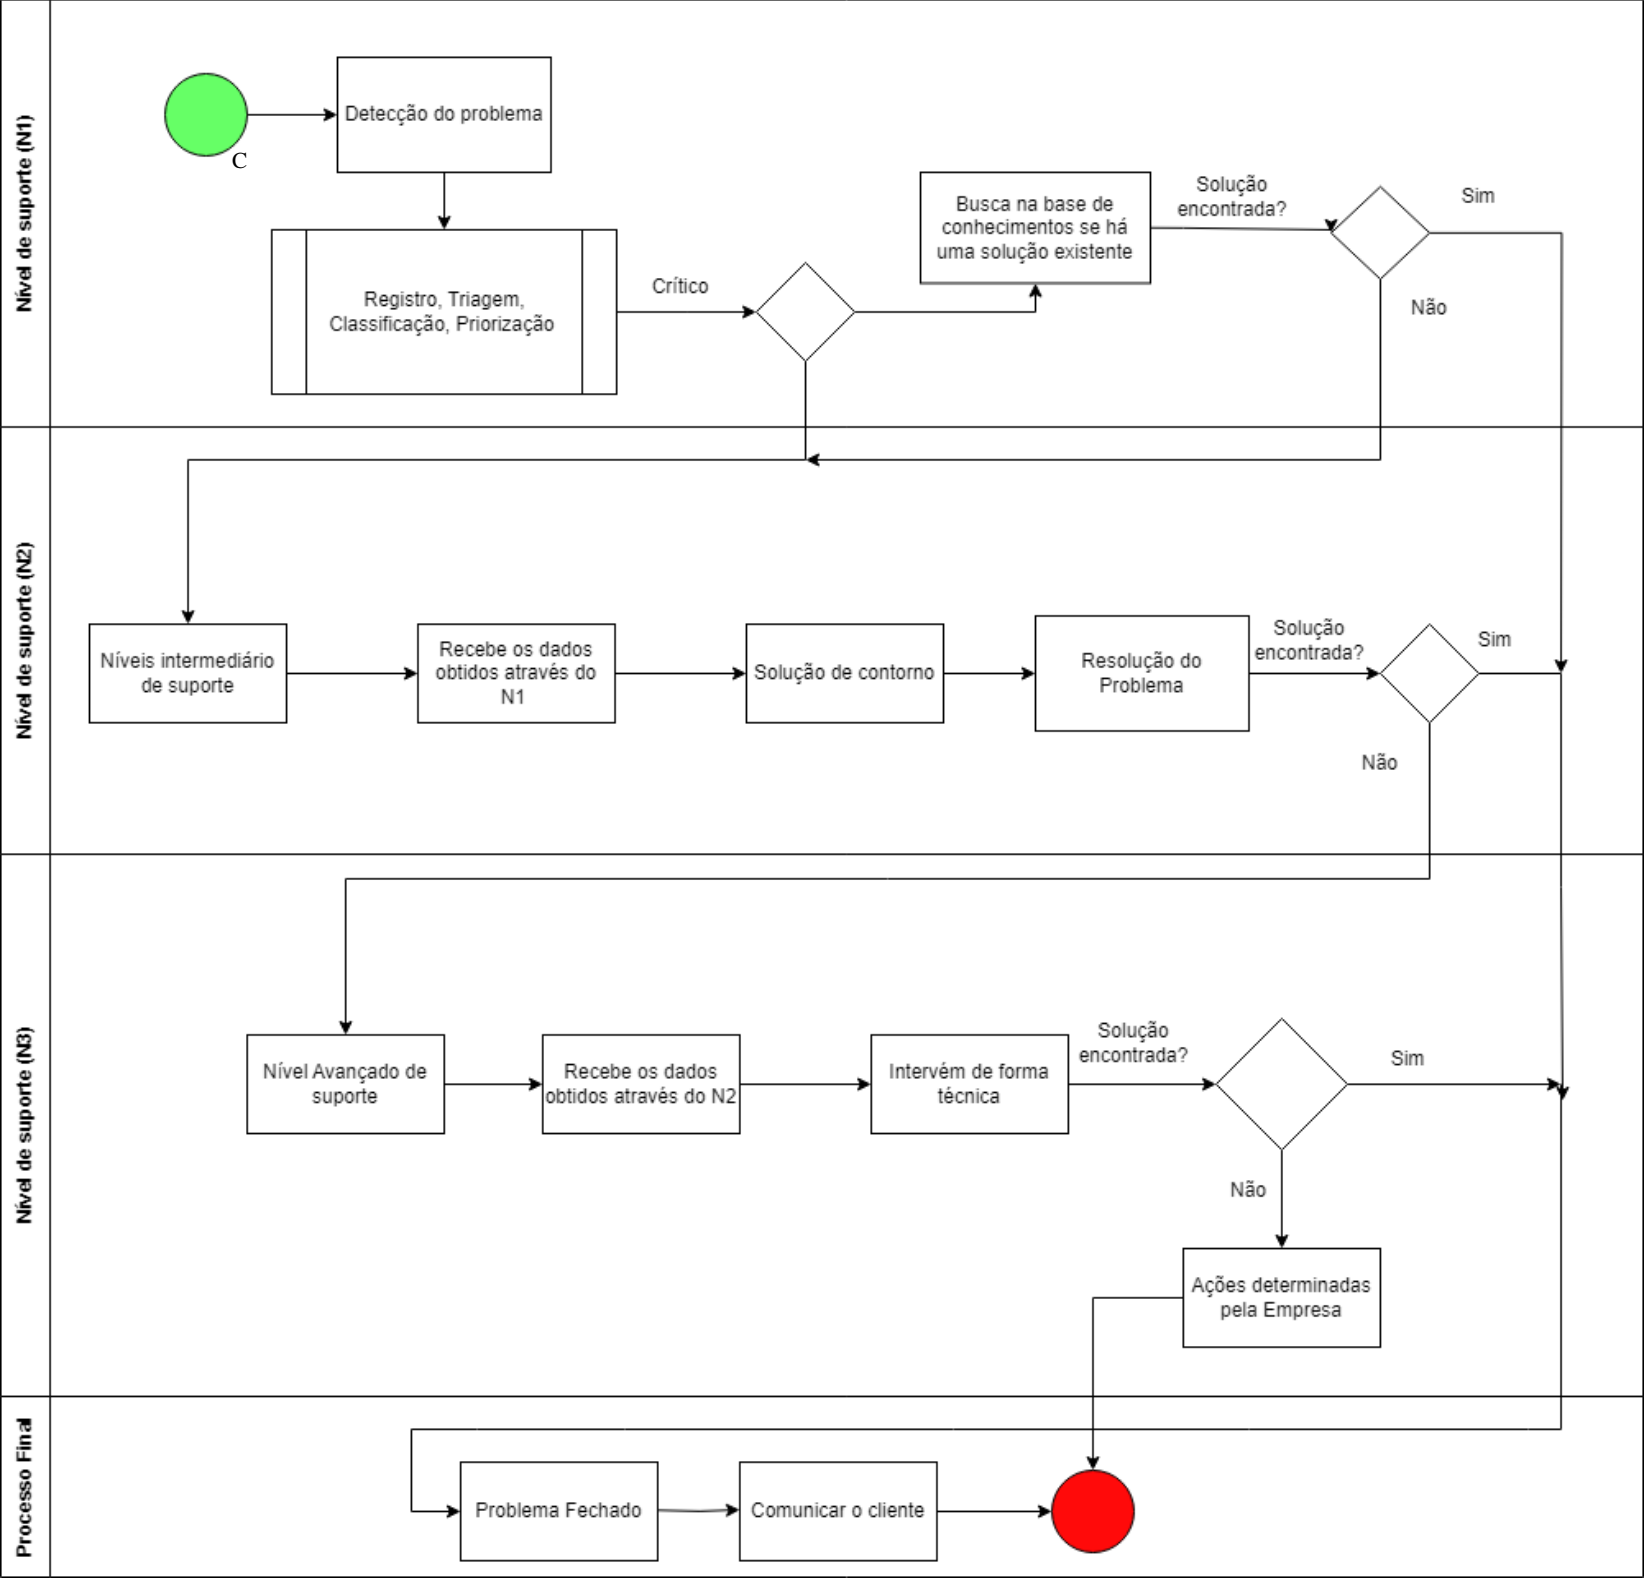 Nível de suporte (N1)
C
Detecção do problema
Registro, Triagem,
Classificação, Priorização
Crítico
Busca na base de
conhecimentos se há
uma solução existente
Solução
encontrada?
Sim
Não
Nível de suporte (N2)
Níveis intermediário
de suporte
Recebe os dados
obtidos através do
N1
Solução de contorno
Resolução do
Problema
Solução
encontrada?
Sim
Não
Nível de suporte (N3)
Nível Avançado de
suporte
Recebe os dados
obtidos através do N2
Intervém de forma
técnica
Solução
encontrada?
Sim
Não
Ações determinadas
pela Empresa
Processo Final
Problema Fechado
Comunicar o cliente